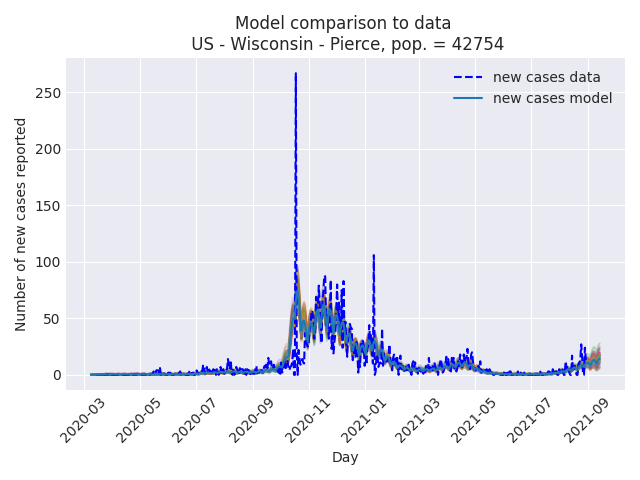 Model comparison to data
US - Wisconsin - Pierce, pop. = 42754
new cases data
new cases model
Number of new cases reported
250
200
150
100
50
0
2020-03
2020-05
2020-07
2020-09
2020-11
2021-01
2021-03
2021-05
2021-07
2021-09
Day